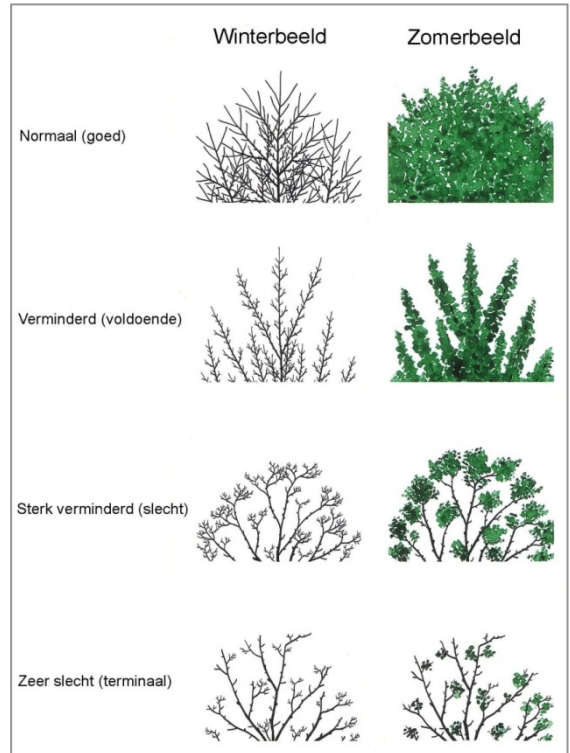 Winterbeeld Zomerbeeld
Normaal (goed)
Verminderd (voldoende)
Sterk verminderd (slecht)
Zeer slecht (terminaal)